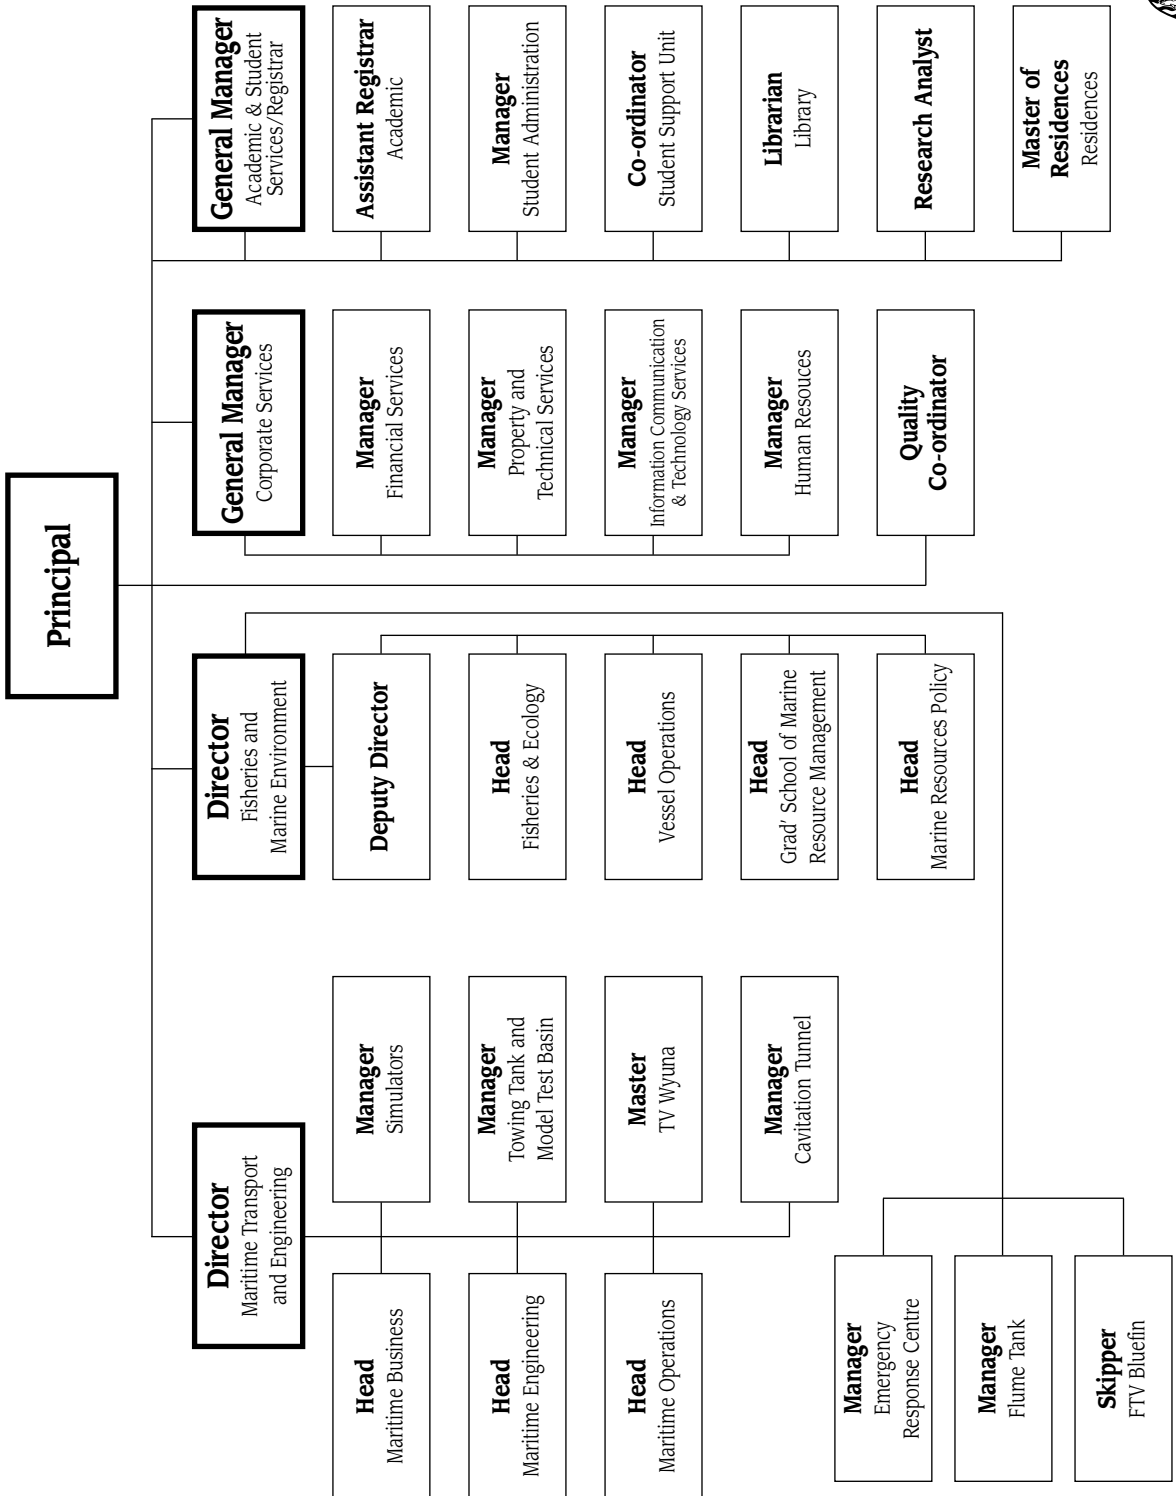 Principal
Director
Maritime Transport
and Engineering
Head
Maritime Business
Manager
Simulators
Head
Maritime Engineering
Manager
Towing Tank and
Model Test Basin
Head
Maritime Operations
Master
TV Wyuna
Manager
Cavitation Tunnel
Director
Fisheries and
Marine Environment
Deputy Director
Head
Fisheries & Ecology
Head
Vessel Operations
Head
Grad' School of Marine
Resource Management
Head
Marine Resources Policy
Manager
Emergency
Response Centre
Manager
Flume Tank
Skipper
FTV Bluefin
General Manager
Corporate Services
Manager
Financial Services
Manager
Property and
Technical Services
Manager
Information Communication
& Technology Services
Manager
Human Resouces
Quality
Co-ordinator
General Manager
Academic & Student
Services/Registrar
Assistant Registrar
Academic
Manager
Student Administration
Co-ordinator
Student Support Unit
Librarian
Library
Research Analyst
Master of
Residences
Residences